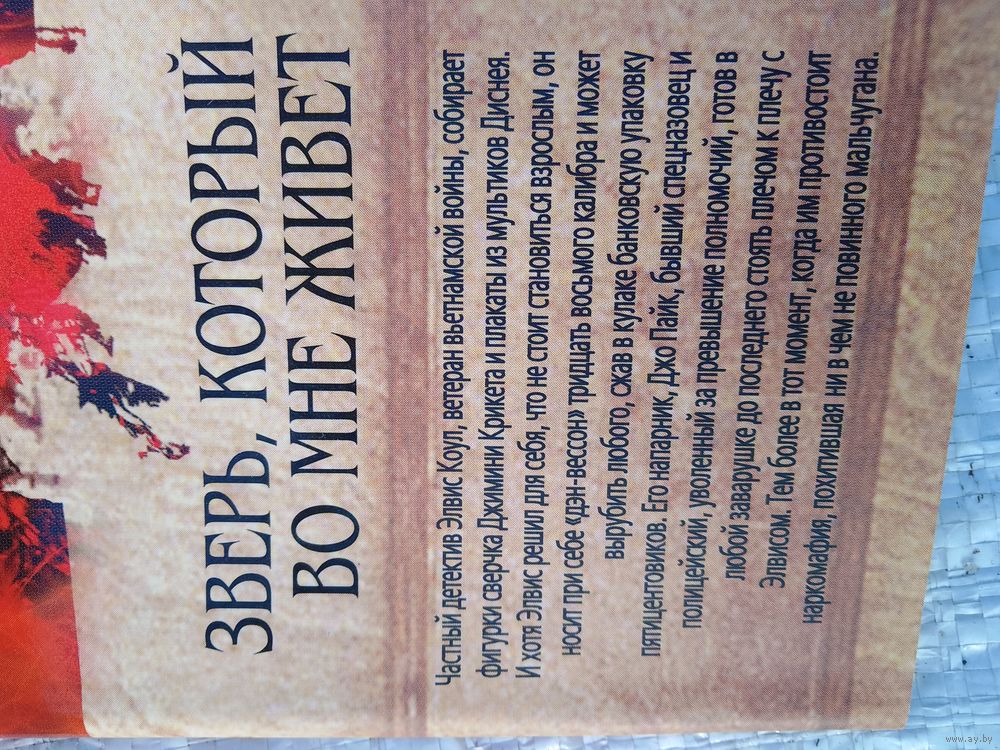 ЗВЕРЬ, КОТОРЫЙ
ВО МНЕ ЖИВЕТ
Частный детектив Элвис Коул, ветеран вьетнамской войны, собирает
фигурки сверчка Джимини Крикета и плакаты из мультиков Диснея.
И хотя Элвис решил для себя, что не стоит становиться взрослым, он
носит при себе «дэн-вессон» тридцать восьмого калибра и может
вырубить любого, сжав в кулаке банковскую упаковку
пятицентовиков. Его напарник, Джо Пайк, бывший спецназовец и
полицейский, уволенный за превышение полномочий, готов в
любой заварушке до последнего стоять плечом к плечу с
Элвисом. Тем более в тот момент, когда им противостоит
наркомафия, похитившая ни в чем не повинного мальчугана.
www.ay.by